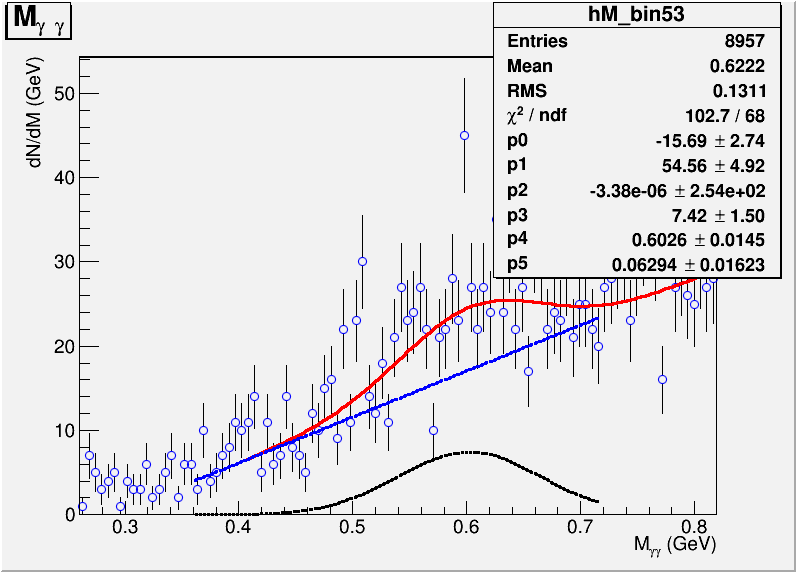 M γ γ
hM_bin53
Entries 8957
Mean 0.6222
RMS 0.1311
χ² / ndf 102.7 / 68
p0 -15.69 ± 2.74
p1 54.56 ± 4.92
p2 -3.38e-06 ± 2.54e+02
p3 7.42 ± 1.50
p4 0.6026 ± 0.0145
p5 0.06294 ± 0.01623
dN/dM (GeV)
50
40
30
20
10
0
0.3 0.4 0.5 0.6 0.7 0.8
Mγγ (GeV)